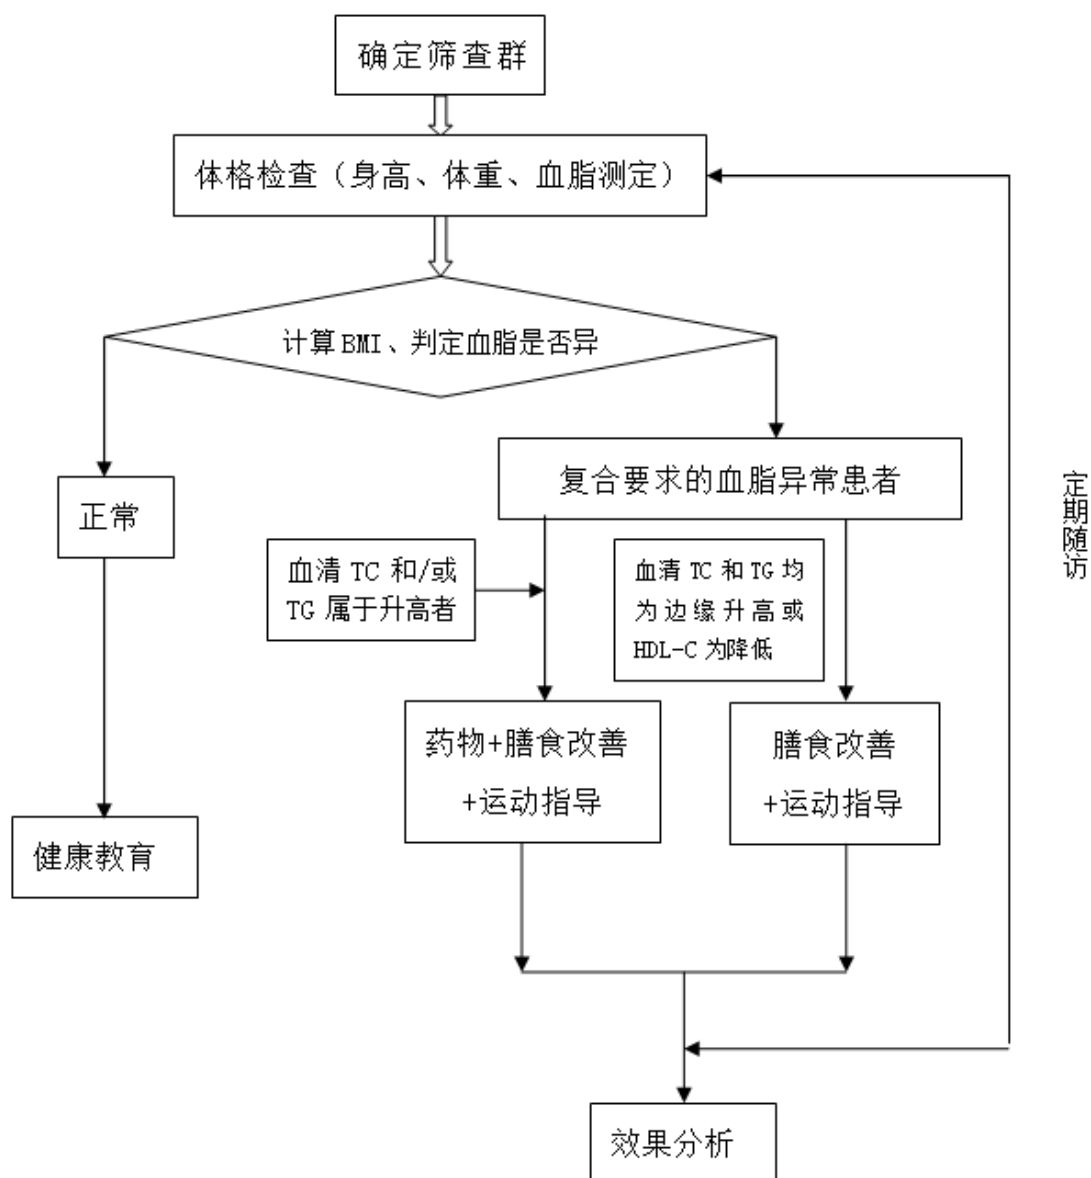 确定筛查群
体格检查（身高、体重、血脂测定）
计算BMI、判定血脂是否异
复合要求的血脂异常患者
正常
血清 TC 和/或
TG 属于升高者
血清 TC 和 TG 均
为边缘升高或
HDL-C 为降低
定期随访
药物+膳食改善
+运动指导
膳食改善
+运动指导
健康教育
效果分析